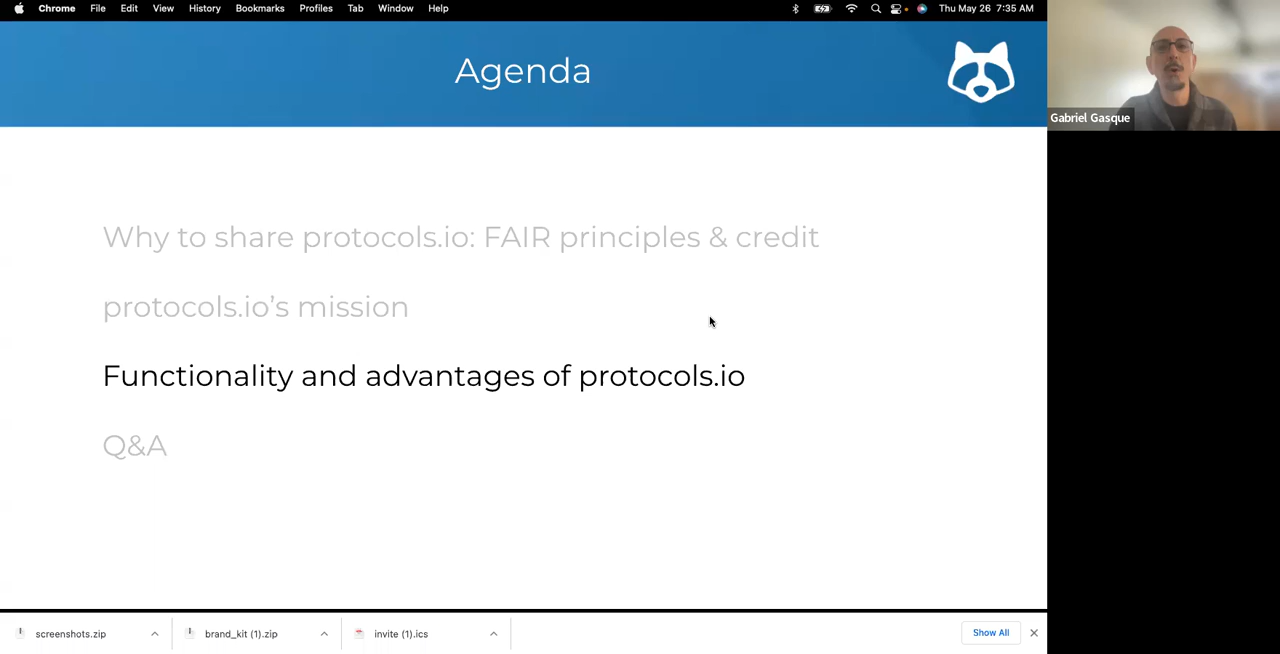 Chrome File Edit View History Bookmarks Profiles Tab Window Help Thu May 26 7:35 AM
Agenda
Gabriel Gasque
Why to share protocols.io: FAIR principles & credit
protocols.io’s mission
Functionality and advantages of protocols.io
Q&A
screenshots.zip brand_kit (1).zip invite (1).ics Show All